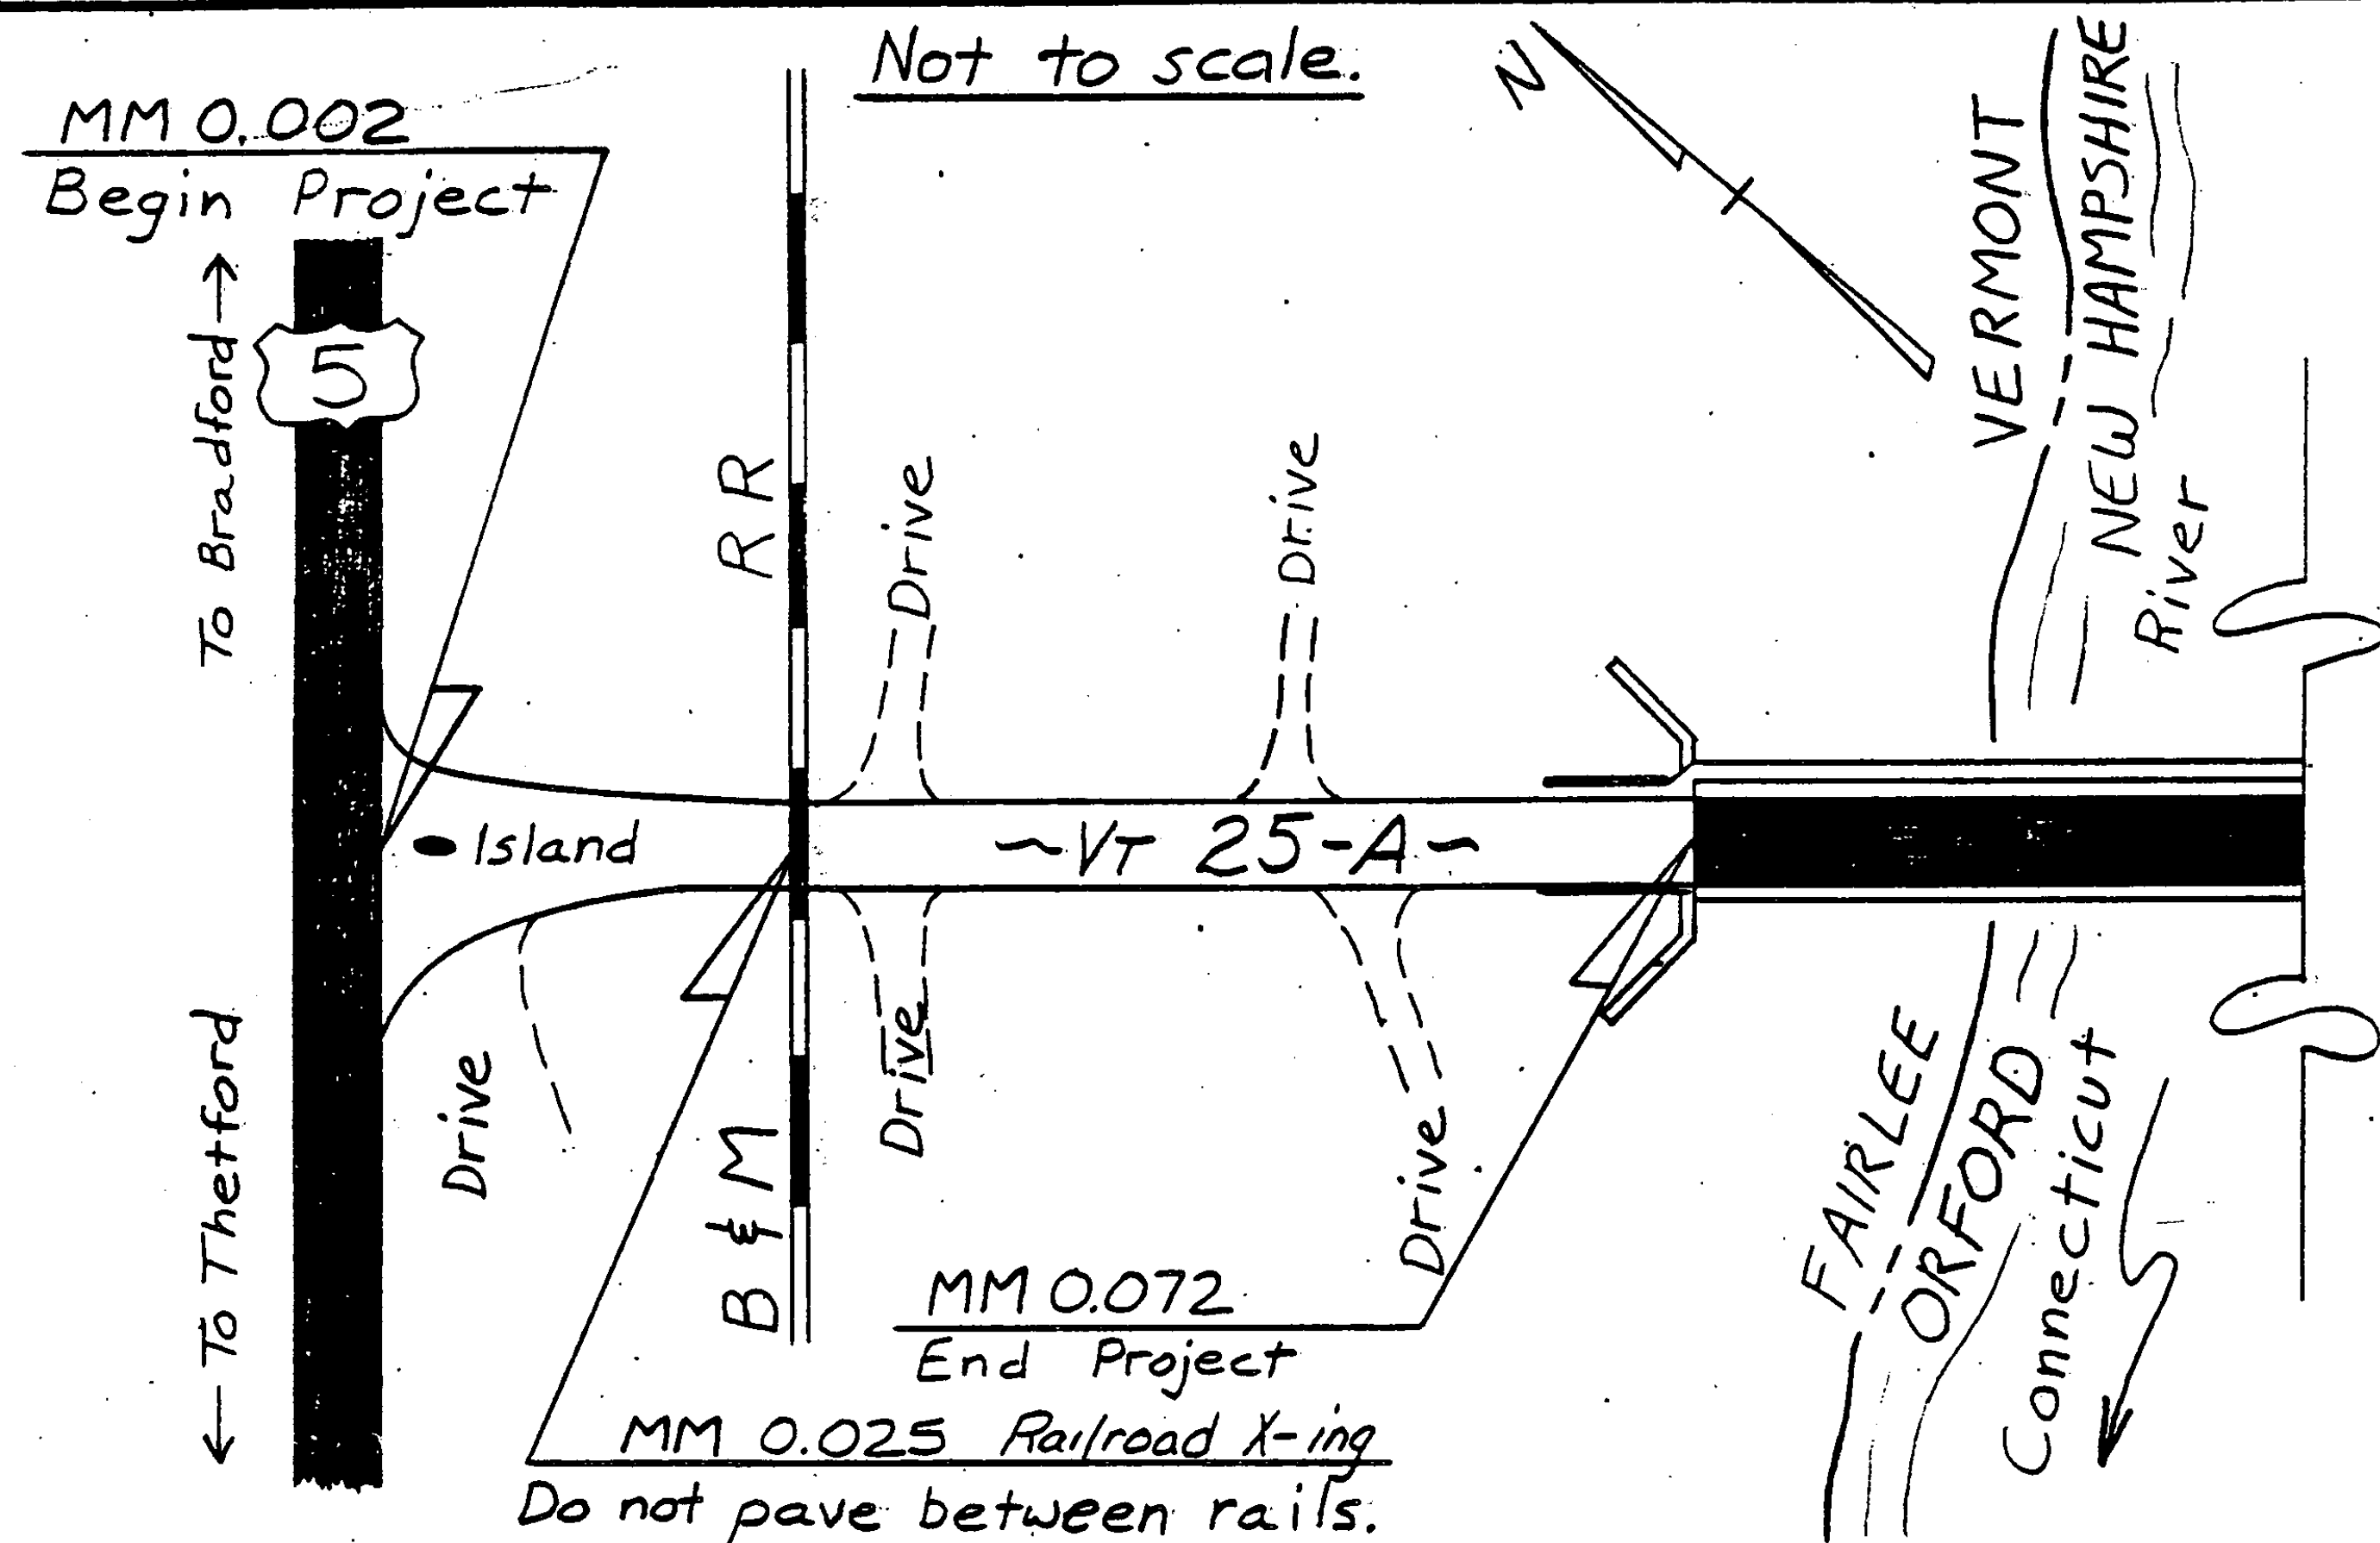 Not to scale.
N
MM 0.002
Begin Project
To Bradford →
5
← To Thetford
Island
Drive
B & M
R R
Drive
Drive
Drive
Drive
~ VT 25-A ~
VERMONT
NEW HAMPSHIRE
River
FAIRLEE
ORFORD
Connecticut
MM 0.072
End Project
MM 0.025 Railroad X-ing
Do not pave between rails.